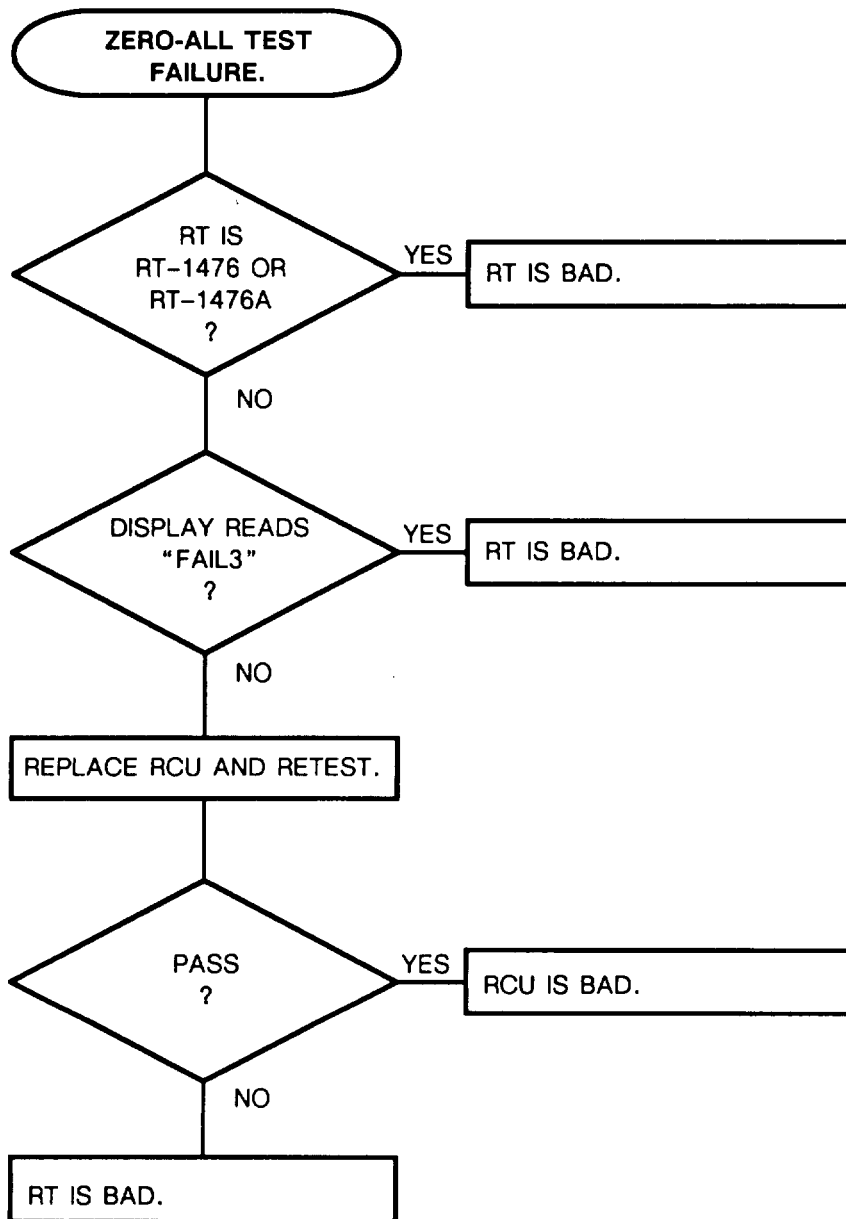 ZERO-ALL TEST
FAILURE.
RT IS
RT-1476 OR
RT-1476A
?
YES
RT IS BAD.
NO
DISPLAY READS
"FAIL3"
?
YES
RT IS BAD.
NO
REPLACE RCU AND RETEST.
PASS
?
YES
RCU IS BAD.
NO
RT IS BAD.